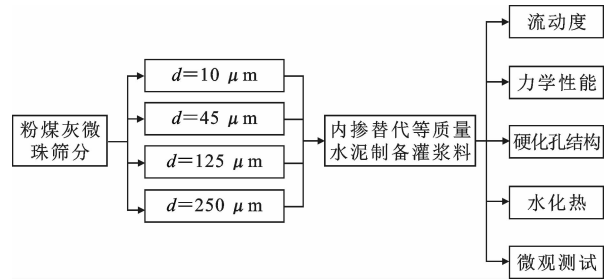 粉煤灰微
珠筛分
d=10 μm
d=45 μm
d=125 μm
d=250 μm
内掺替代等质量
水泥制备灌浆料
流动度
力学性能
硬化孔结构
水化热
微观测试